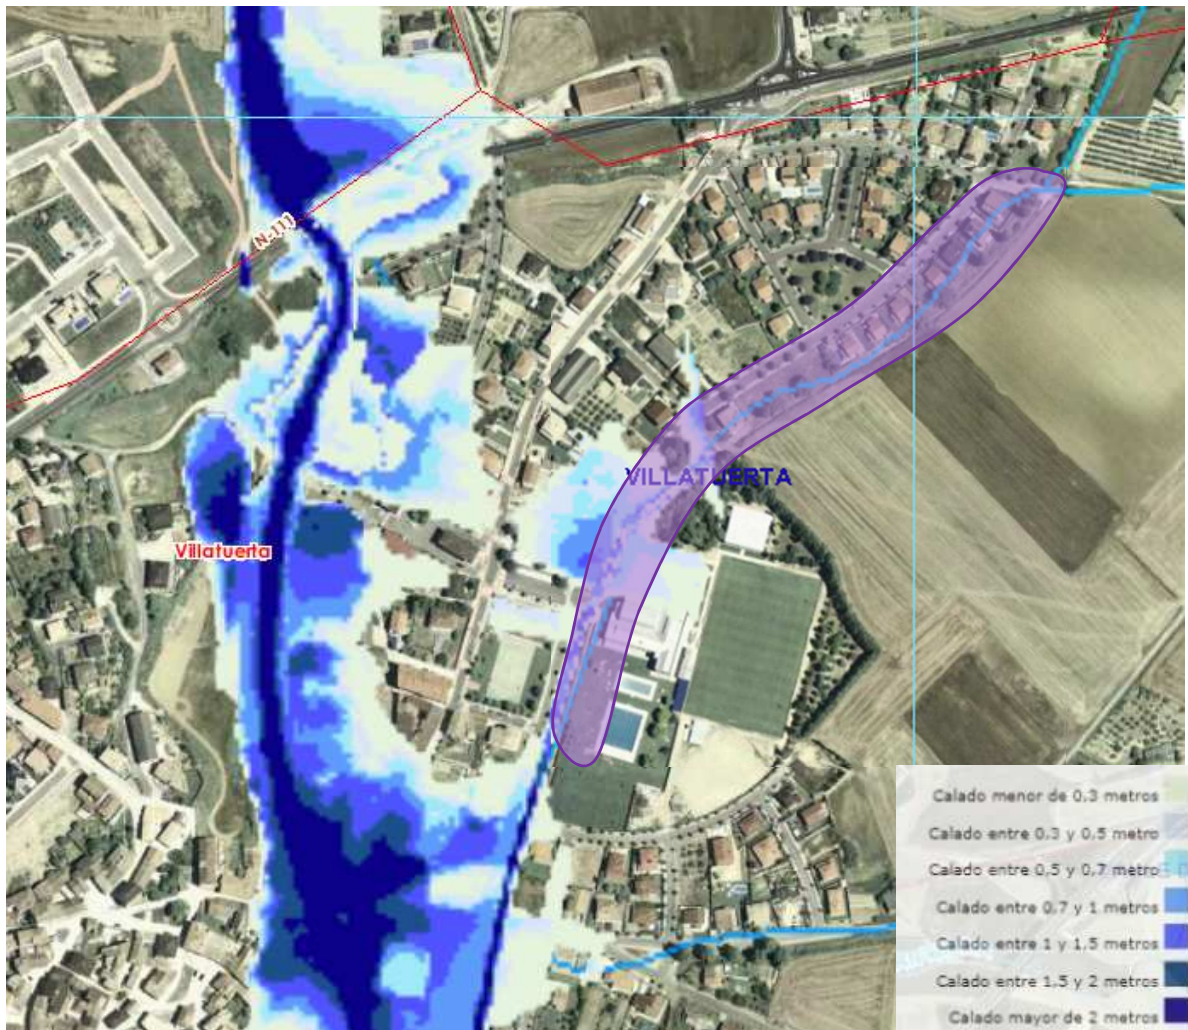 N-111
VILLATUERTA
Villatuerta
Calado menor de 0,3 metros
Calado entre 0,3 y 0,5 metro
Calado entre 0,5 y 0,7 metro
Calado entre 0,7 y 1 metros
Calado entre 1 y 1,5 metros
Calado entre 1,5 y 2 metros
Calado mayor de 2 metros